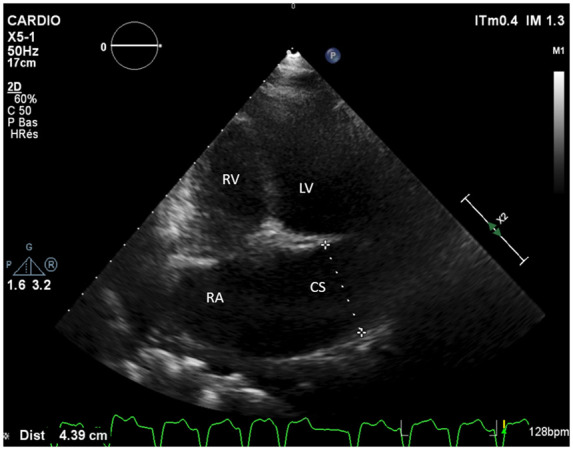 CARDIO
X5-1
50Hz
17cm
2D
60%
C 50
P Bas
HRés
0
0
P
ITm0.4 IM 1.3
M1
X2
RV
LV
RA
CS
G
P R
1.6 3.2
Dist 4.39 cm
128bpm